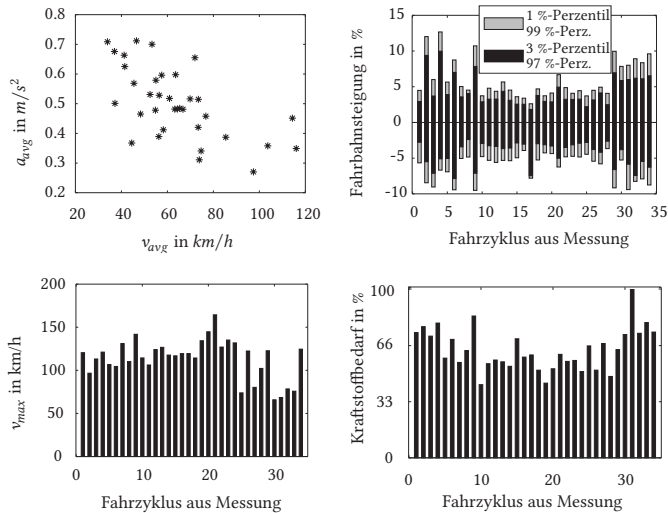 0.8
0.7
0.6
0.5
0.4
0.3
0.2
20 40 60 80 100 120
a_avg in m/s²
v_avg in km/h
15
10
5
0
-5
-10
0 5 10 15 20 25 30 35
Fahrbahnsteigung in %
Fahrzyklus aus Messung
1 %-Perzentil
99 %-Perz.
3 %-Perzentil
97 %-Perz.
200
150
100
50
0
0 10 20 30
v_max in km/h
Fahrzyklus aus Messung
100
66
33
0
0 10 20 30
Kraftstoffbedarf in %
Fahrzyklus aus Messung